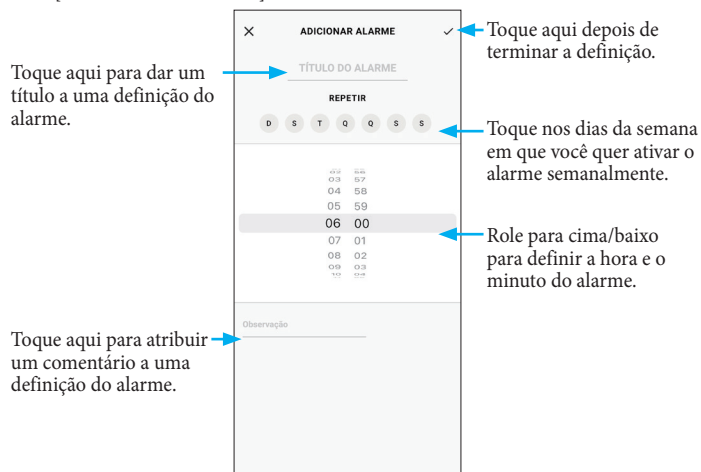 ADICIONAR ALARME
Toque aqui depois de
terminar a definição.
TÍTULO DO ALARME
Toque aqui para dar um
título a uma definição do
alarme.
REPETIR
D S T Q Q S S
Toque nos dias da semana
em que você quer ativar o
alarme semanalmente.
03 57
04 58
05 59
06 00
07 01
08 02
09 03
10 04
Role para cima/baixo
para definir a hora e o
minuto do alarme.
Observação
Toque aqui para atribuir
um comentário a uma
definição do alarme.